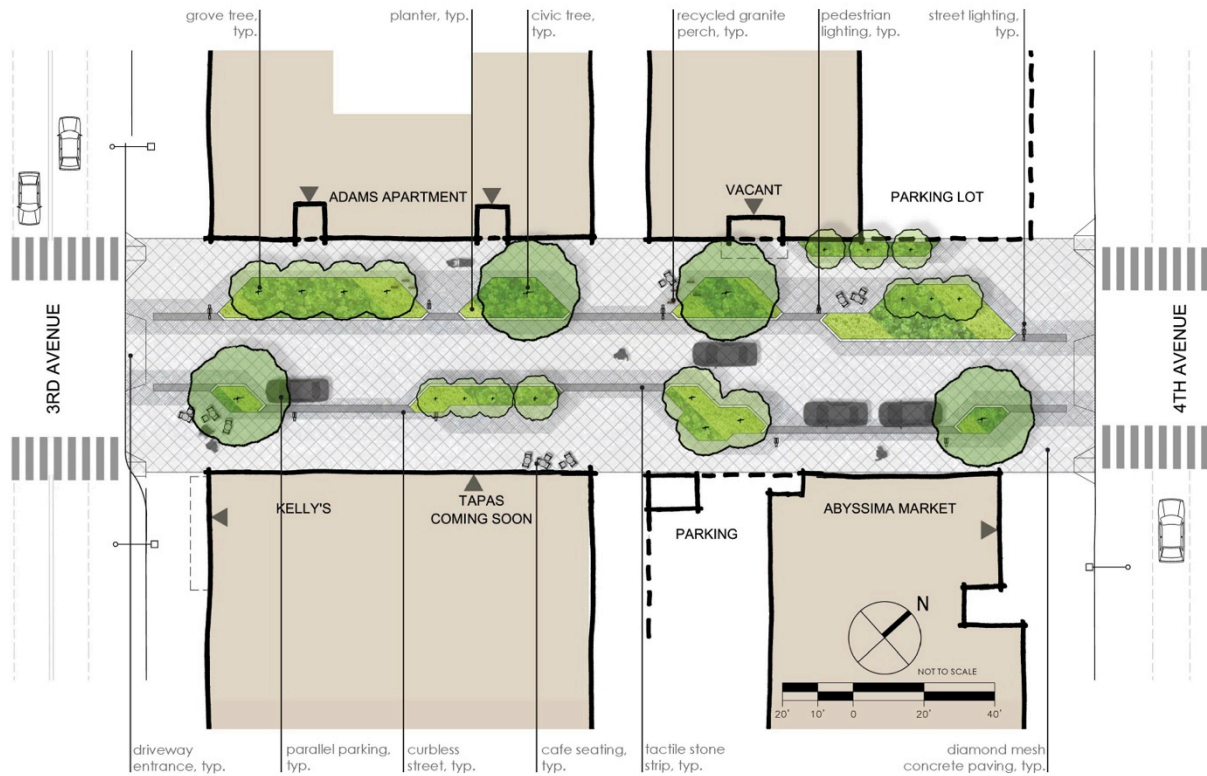 grove tree,
typ.
planter, typ.
civic tree,
typ.
recycled granite
perch, typ.
pedestrian
lighting, typ.
street lighting,
typ.
ADAMS APARTMENT
VACANT
PARKING LOT
3RD AVENUE
4TH AVENUE
KELLY'S
TAPAS
COMING SOON
PARKING
ABYSSIMA MARKET
N
NOT TO SCALE
20' 10' 0 20' 40'
driveway
entrance, typ.
parallel parking,
typ.
curbless
street, typ.
cafe seating,
typ.
tactile stone
strip, typ.
diamond mesh
concrete paving, typ.